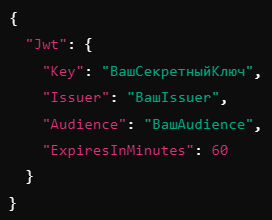 {
  "Jwt": {
    "Key": "ВашСекретныйКлюч",
    "Issuer": "ВашIssuer",
    "Audience": "ВашAudience",
    "ExpiresInMinutes": 60
  }
}